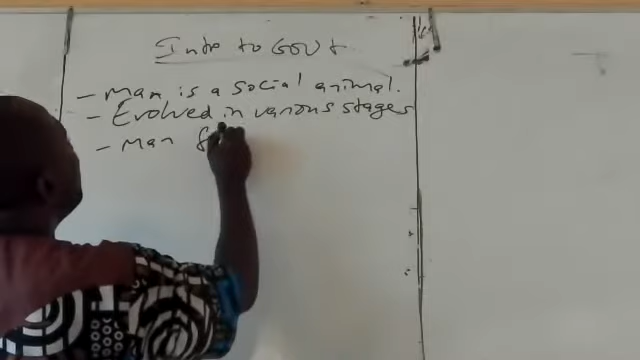 Intro to GOVT
- Man is a social animal.
- Evolved in various stages
- Man